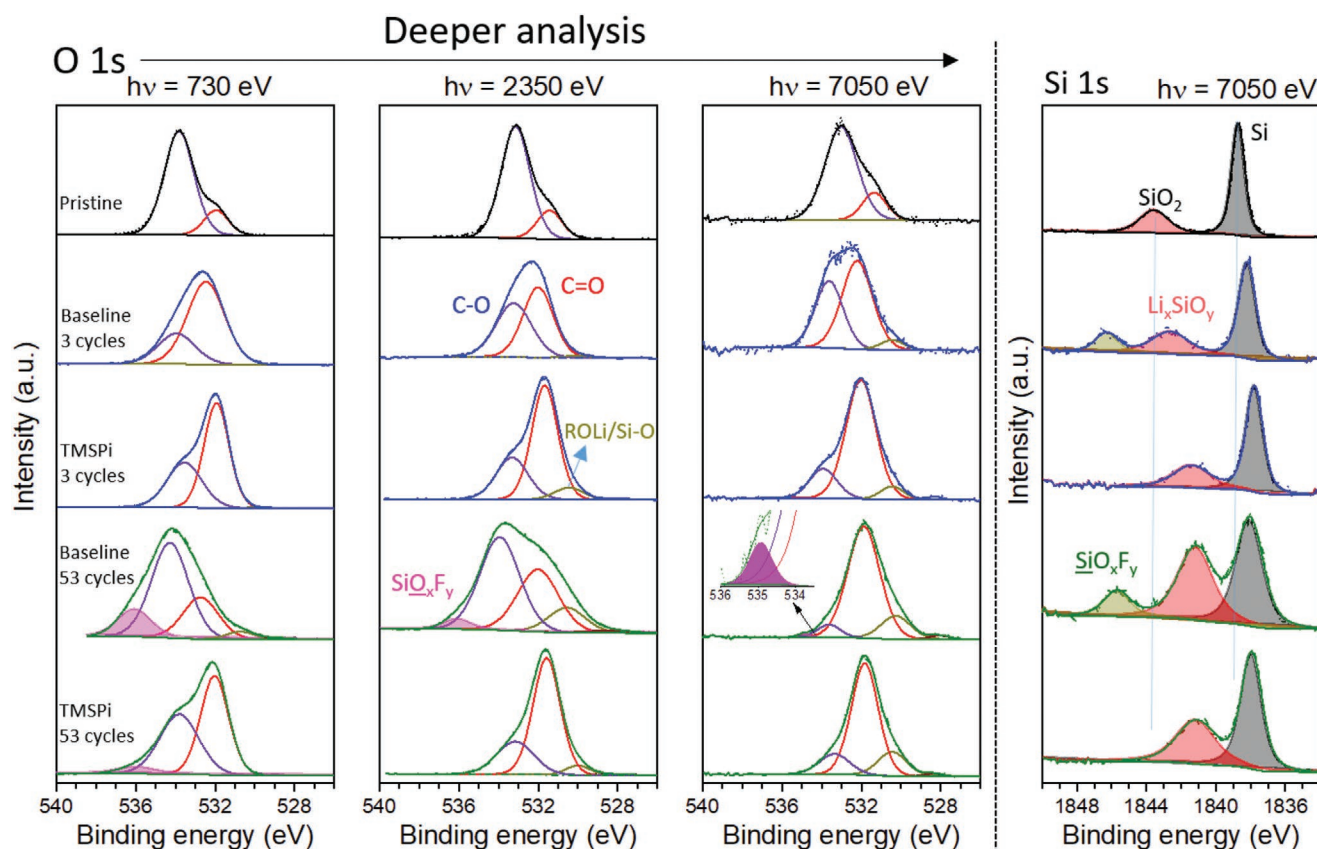 Deeper analysis
O 1s
hν = 730 eV
hν = 2350 eV
hν = 7050 eV
Si 1s
hν = 7050 eV
Intensity (a.u.)
Pristine
Baseline
3 cycles
TMSPi
3 cycles
Baseline
53 cycles
TMSPi
53 cycles
540 536 532 528
Binding energy (eV)
C-O
C=O
ROLi/Si-O
SiOxFy
540 536 532 528
Binding energy (eV)
536 535 534
540 536 532 528
Binding energy (eV)
Intensity (a.u.)
Si
SiO2
LixSiOy
SiOxFy
1848 1844 1840 1836
Binding energy (eV)